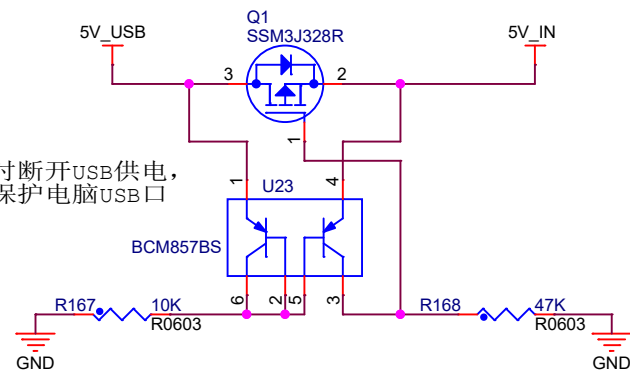 Q1
SSM3J328R
5V_USB
5V_IN
3
2
1
时断开USB供电，
保护电脑USB口
1
U23
4
BCM857BS
6
2
5
3
R167
10K
R0603
R168
47K
R0603
GND
GND